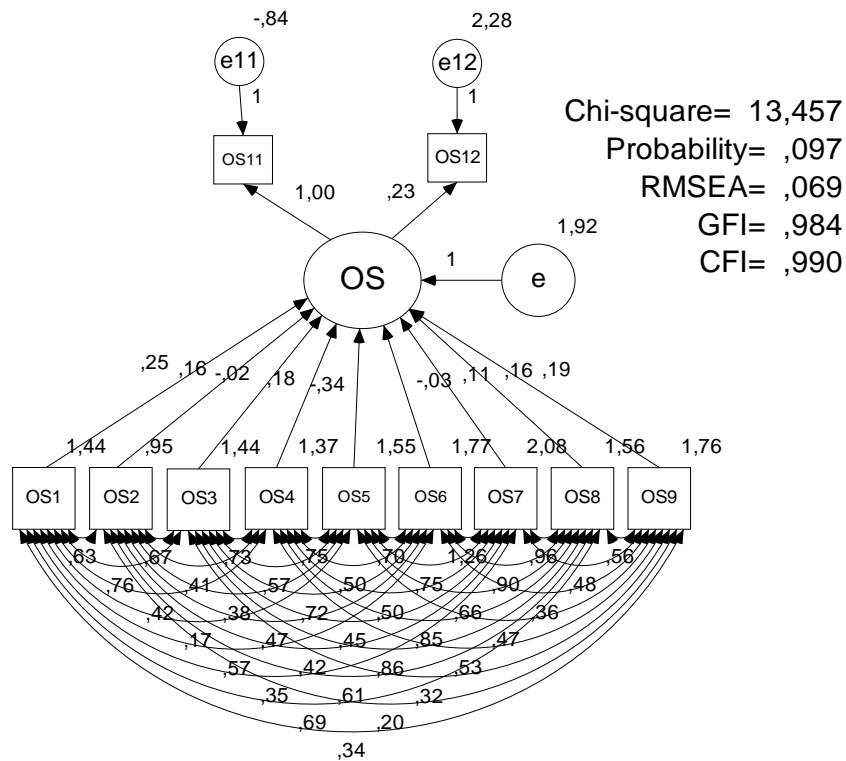 -,84
2,28
e11
e12
1
1
Chi-square= 13,457
Probability= ,097
RMSEA= ,069
GFI= ,984
CFI= ,990
OS11
OS12
1,00
,23
1,92
OS
1
e
,25 ,16 -,02 ,18 -,34 -,03 ,11 ,16 ,19
1,44 ,95 1,44 1,37 1,55 1,77 2,08 1,56 1,76
OS1 OS2 OS3 OS4 OS5 OS6 OS7 OS8 OS9
,63 ,67 ,73 ,75 ,70 1,26 ,96 ,56
,76 ,41 ,57 ,50 ,75 ,90 ,48
,42 ,38 ,72 ,50 ,66 ,36
,17 ,47 ,45 ,85 ,47
,57 ,42 ,86 ,53
,35 ,61 ,32
,69 ,20
,34